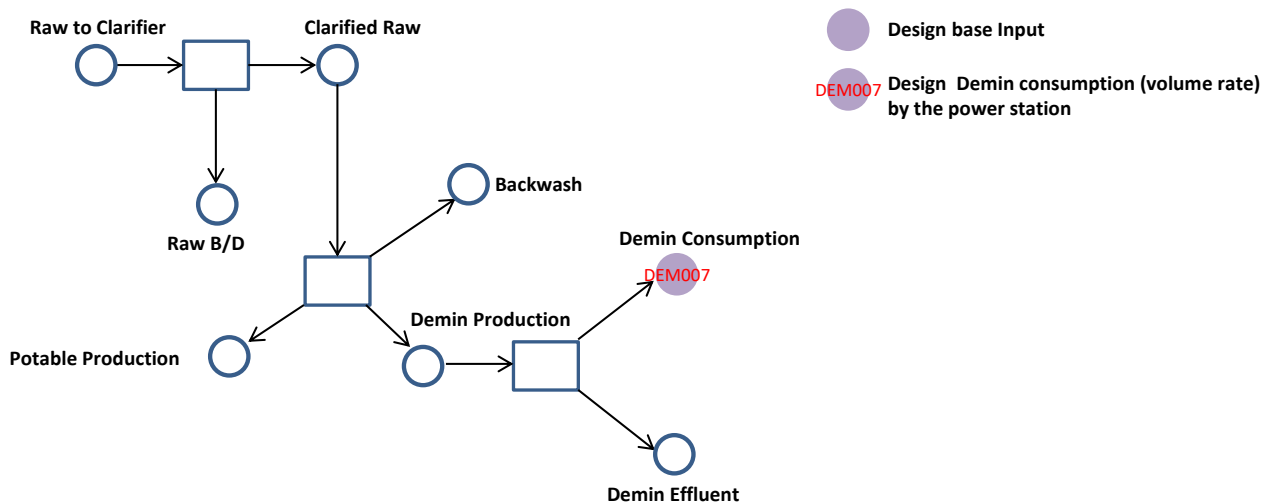 Raw to Clarifier
Clarified Raw
Design base Input
DEM007
Design Demin consumption (volume rate)
by the power station
Backwash
Raw B/D
Demin Consumption
DEM007
Demin Production
Potable Production
Demin Effluent